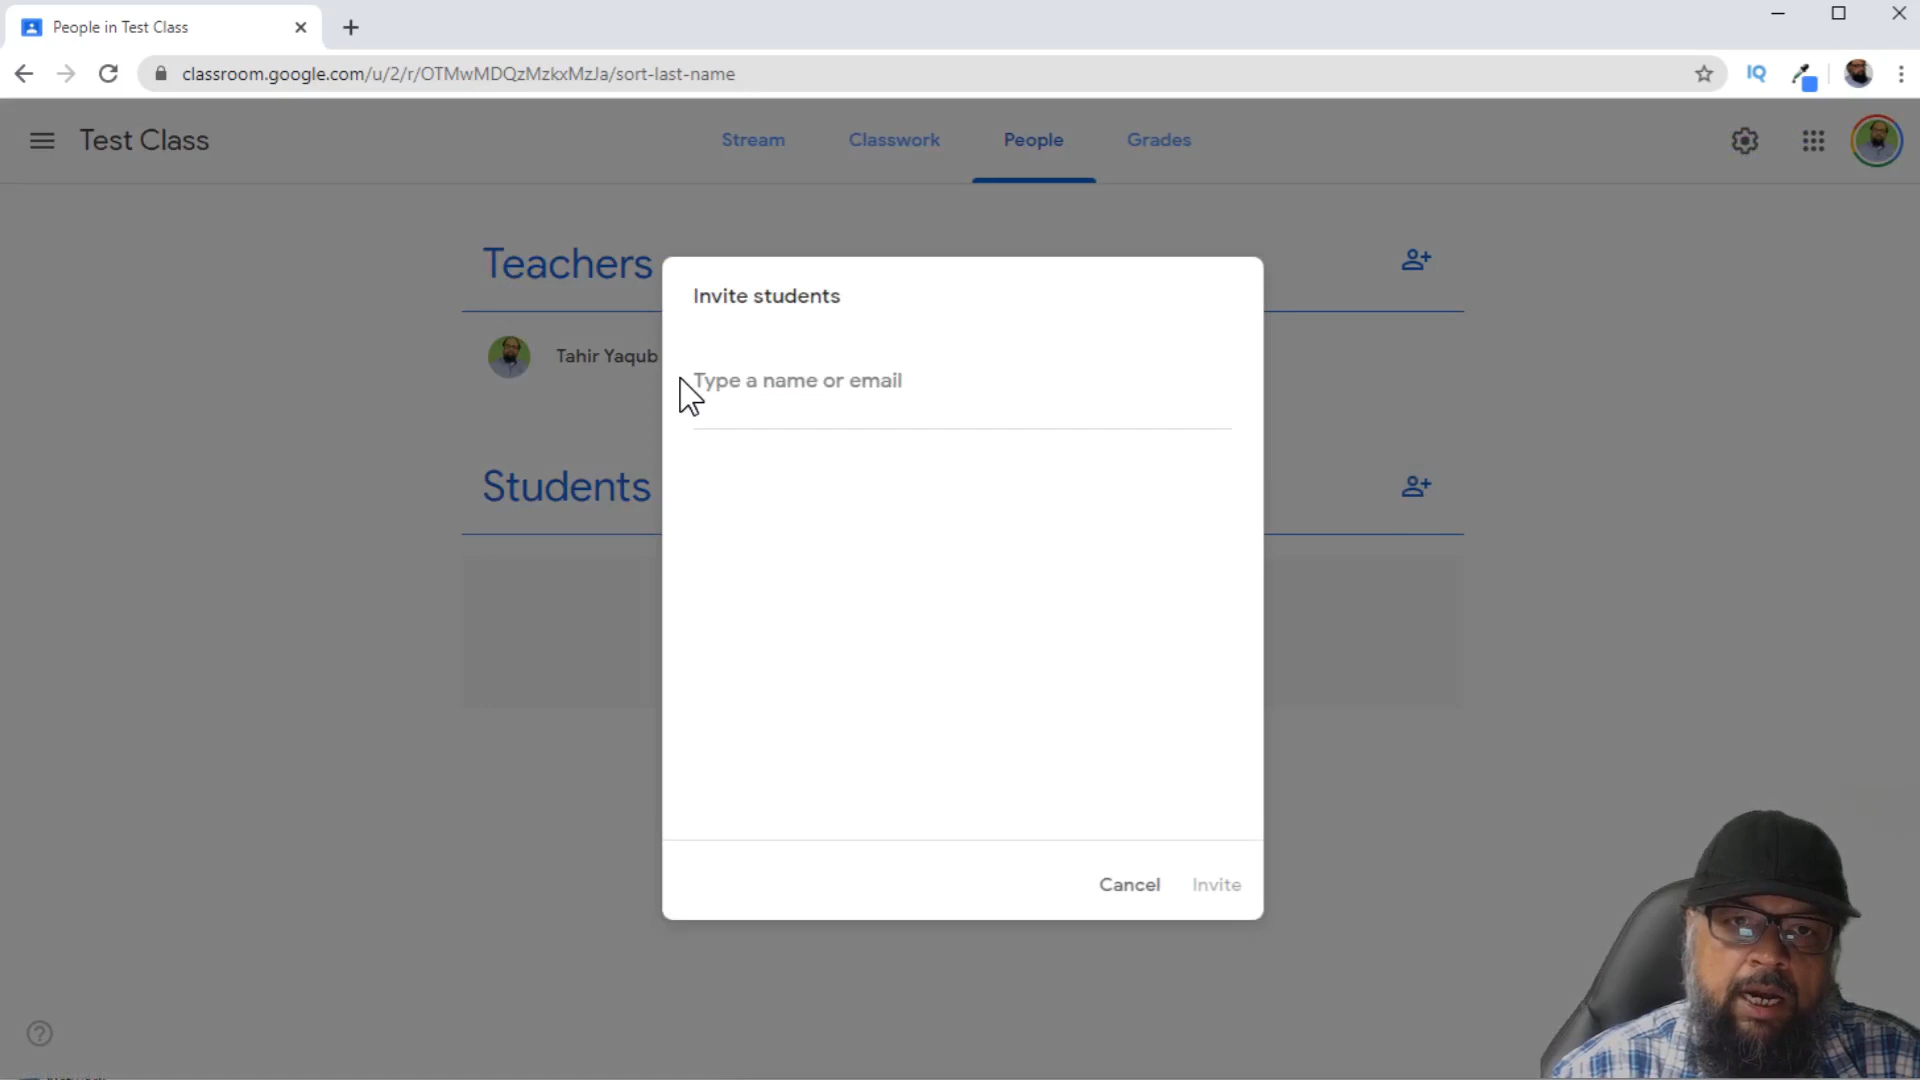 People in Test Class
classroom.google.com/u/2/r/OTMwMDQzMzkxMzJa/sort-last-name
IQ
Test Class
Stream
Classwork
People
Grades
Teachers
Invite students
Tahir Yaqub
Type a name or email
Students
Cancel
Invite